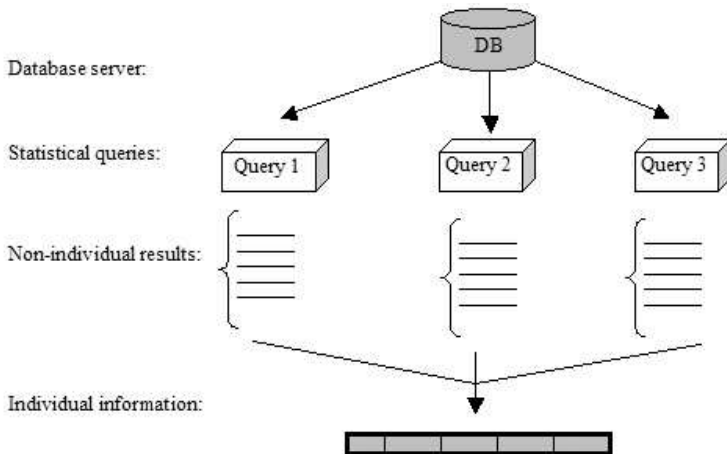 DB
Database server:
Statistical queries:
Query 1
Query 2
Query 3
Non-individual results:
Individual information: